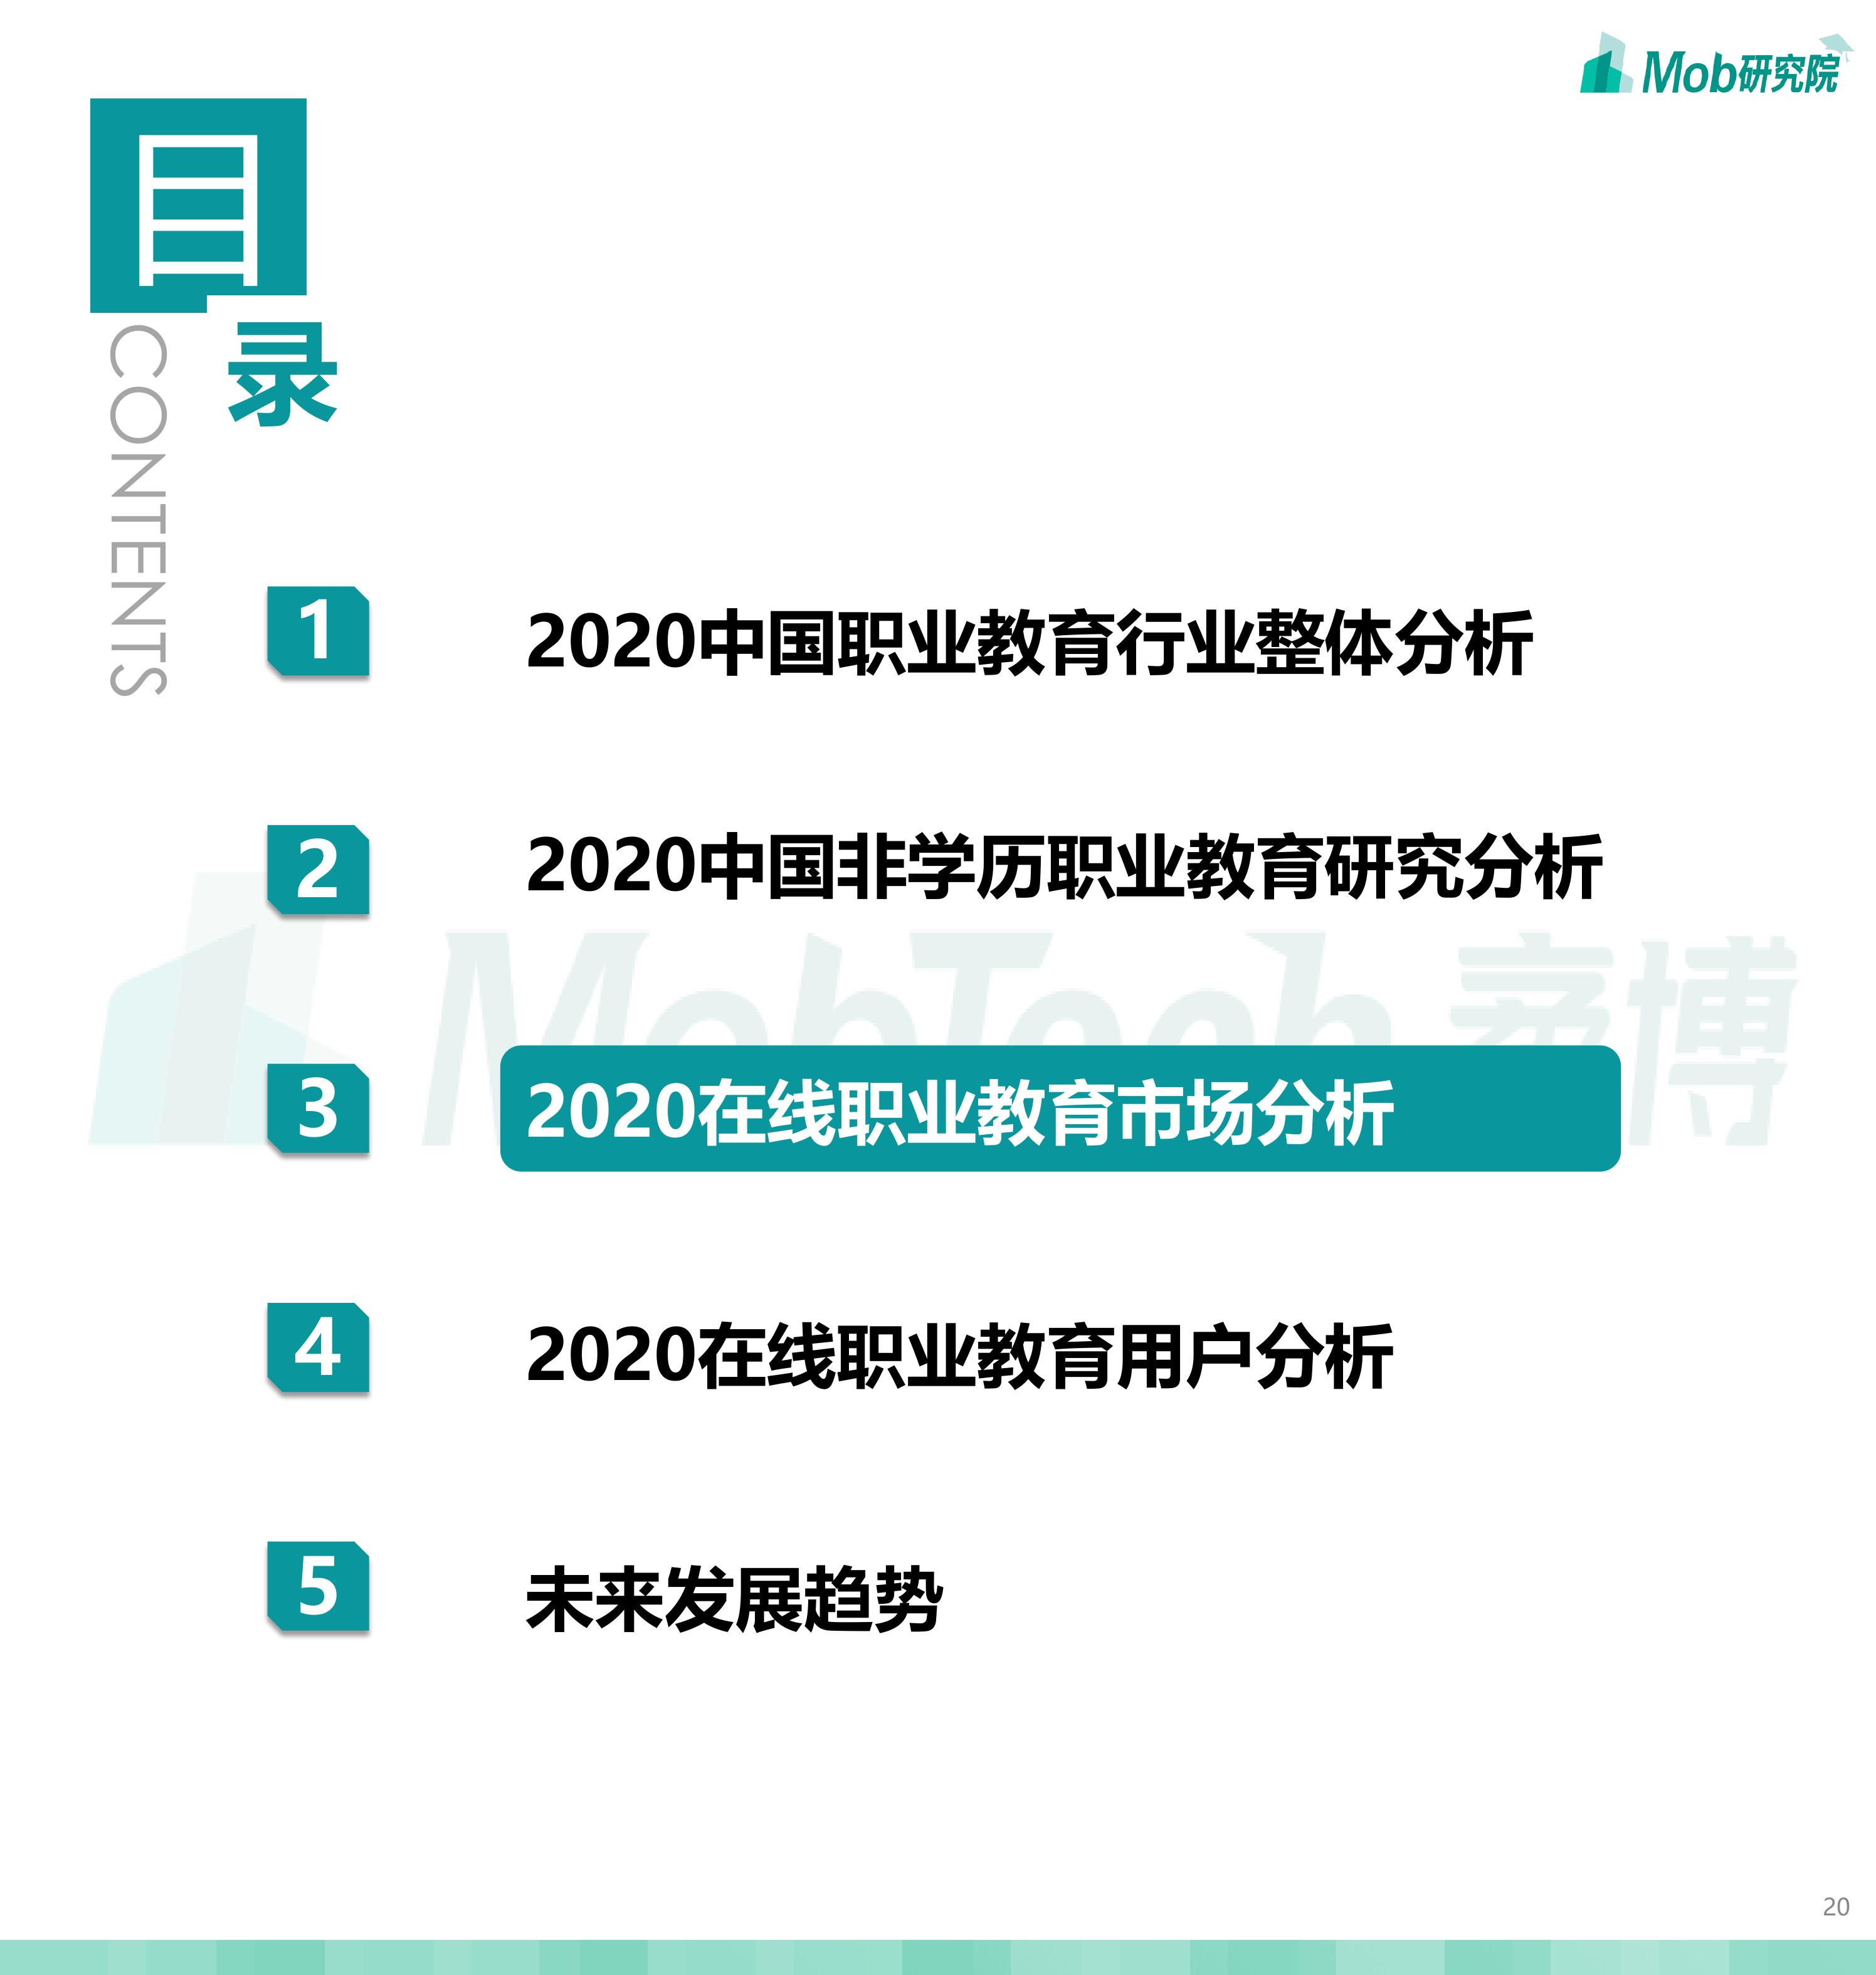 Mob研究院
目
录
CONTENTS
1
2020中国职业教育行业整体分析
2
2020中国非学历职业教育研究分析
MobTech 袤博
3
2020在线职业教育市场分析
4
2020在线职业教育用户分析
5
未来发展趋势
20